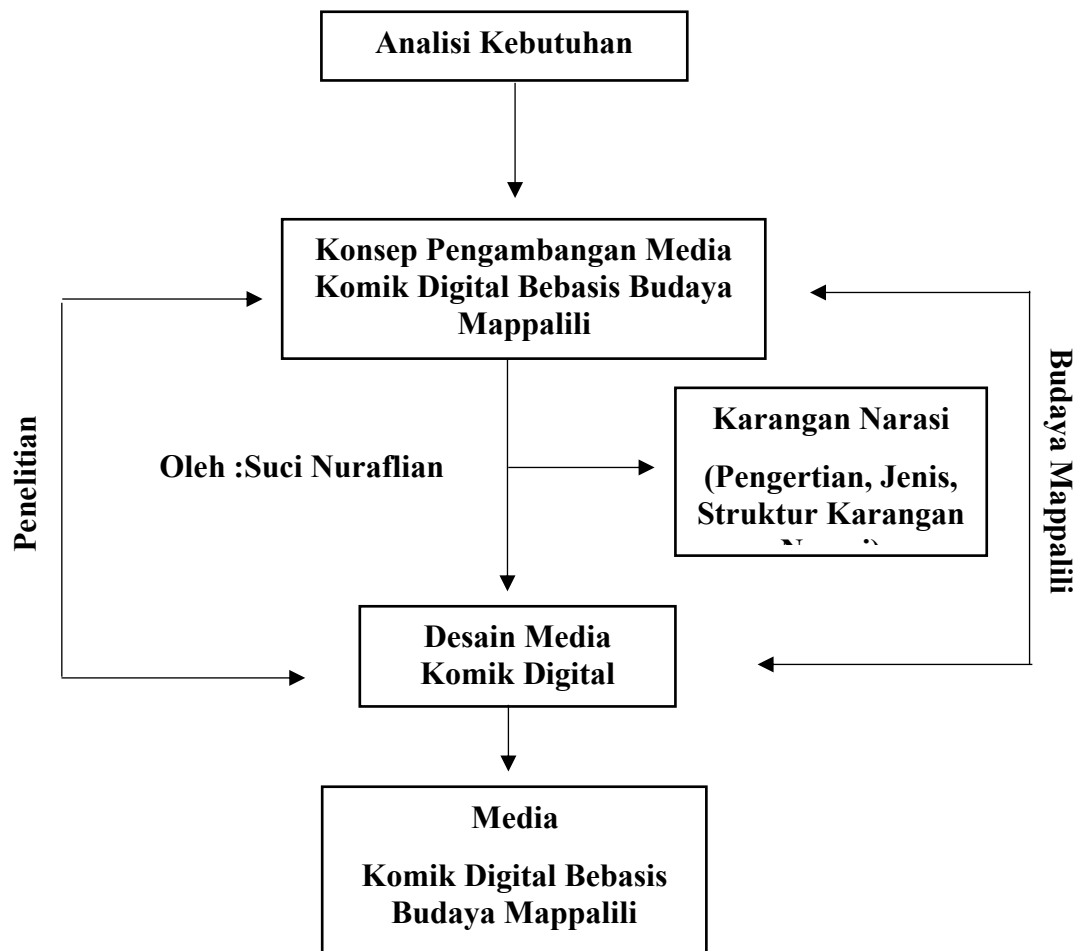 Analisi Kebutuhan
Konsep Pengambangan Media
Komik Digital Bebasis Budaya
Mappalili
Penelitian
Oleh :Suci Nuraflian
Karangan Narasi
(Pengertian, Jenis,
Struktur Karangan
Budaya Mappalili
Desain Media
Komik Digital
Media
Komik Digital Bebasis
Budaya Mappalili